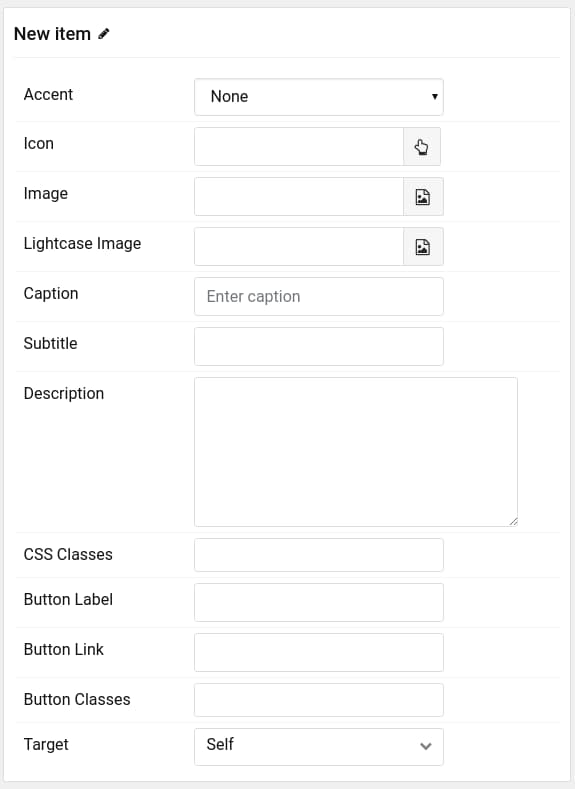 New item
Accent
None
Icon
Image
Lightcase Image
Caption
Enter caption
Subtitle
Description
CSS Classes
Button Label
Button Link
Button Classes
Target
Self